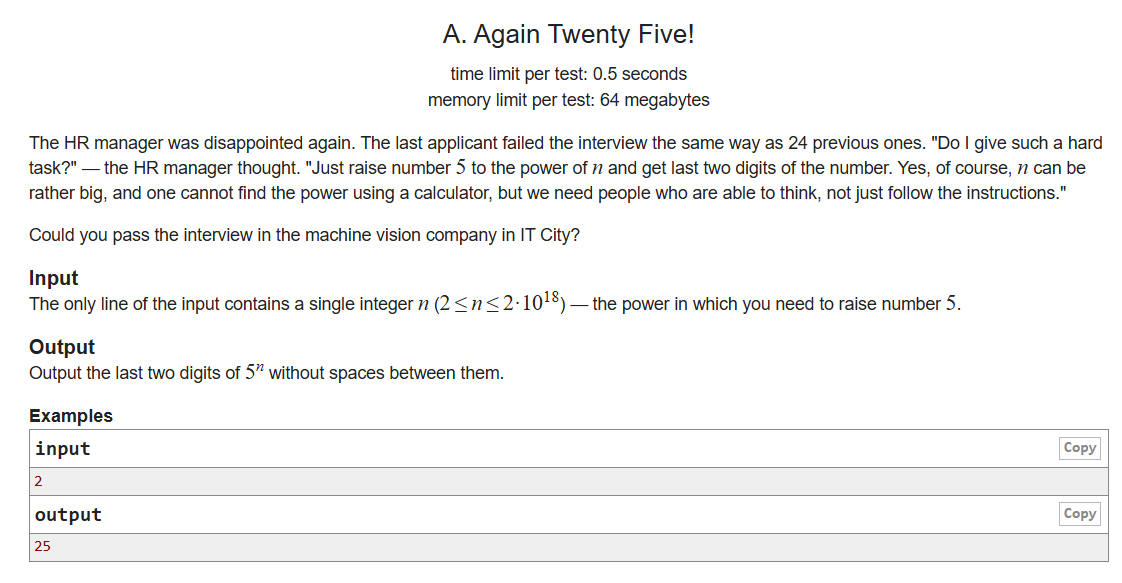 A. Again Twenty Five!
time limit per test: 0.5 seconds
memory limit per test: 64 megabytes
The HR manager was disappointed again. The last applicant failed the interview the same way as 24 previous ones. "Do I give such a hard
task?" — the HR manager thought. "Just raise number 5 to the power of n and get last two digits of the number. Yes, of course, n can be
rather big, and one cannot find the power using a calculator, but we need people who are able to think, not just follow the instructions."
Could you pass the interview in the machine vision company in IT City?
Input
The only line of the input contains a single integer n (2 ≤ n ≤ 2·10¹⁸) — the power in which you need to raise number 5.
Output
Output the last two digits of 5ⁿ without spaces between them.
Examples
input Copy
2
output Copy
25